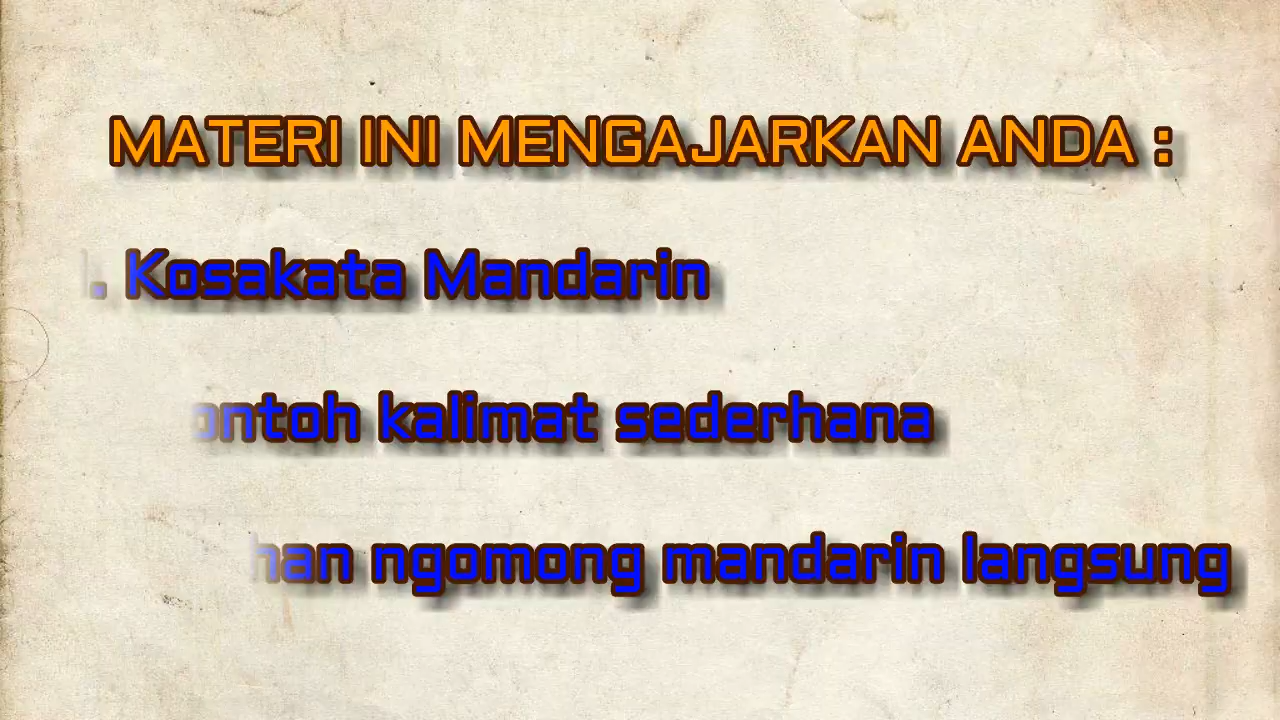 MATERI INI MENGAJARKAN ANDA :
. Kosakata Mandarin
kalimat sederhana
ngomong mandarin langsung